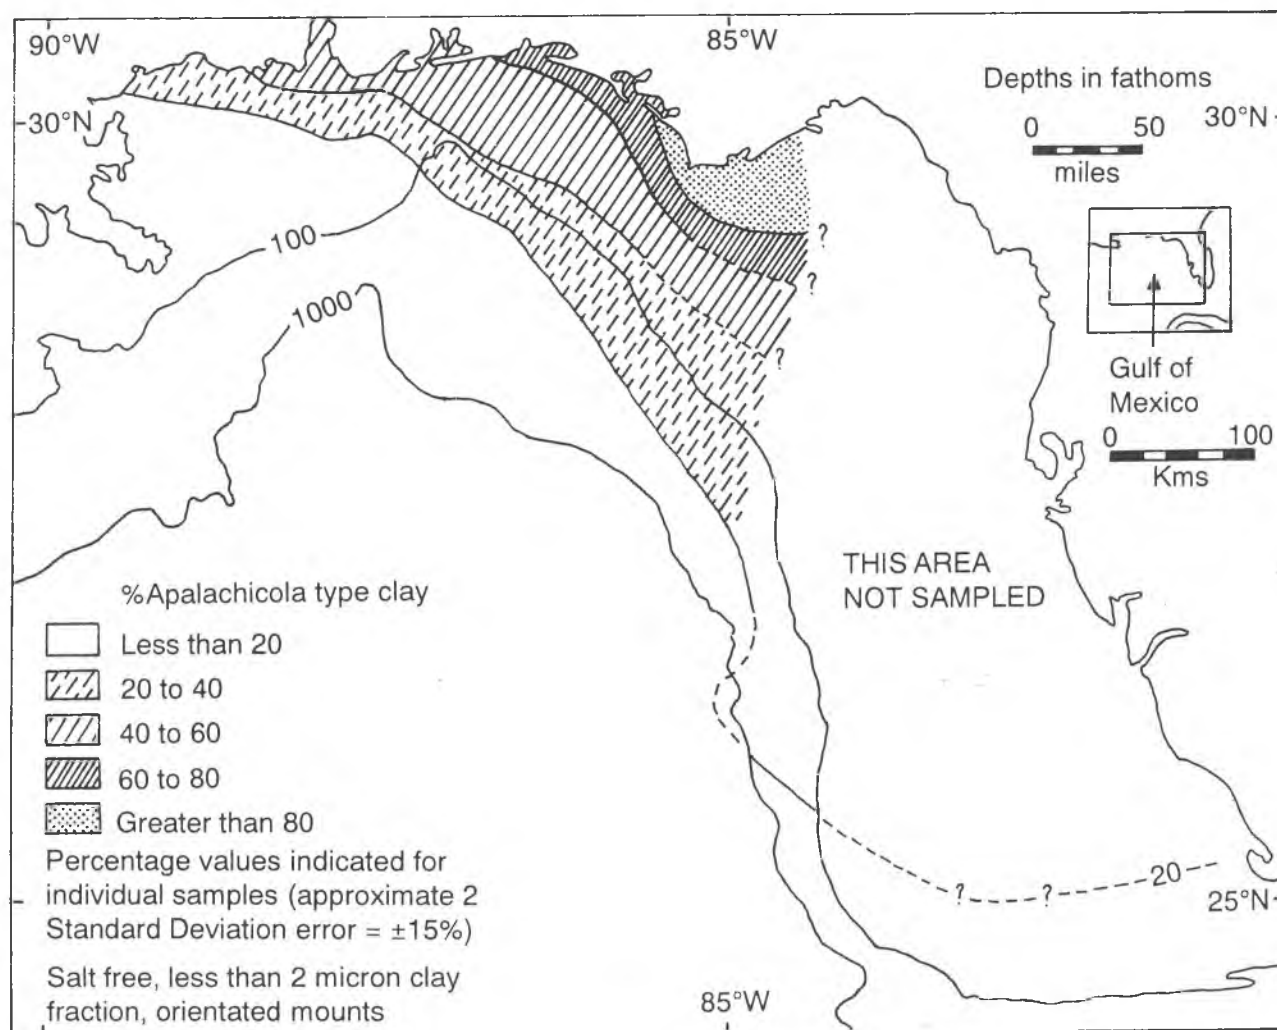 90°W
85°W
Depths in fathoms
30°N
0 50
30°N
miles
100
?
1000
?
?
Gulf of
Mexico
0 100
Kms
THIS AREA
NOT SAMPLED
%Apalachicola type clay
Less than 20
20 to 40
40 to 60
60 to 80
Greater than 80
Percentage values indicated for
individual samples (approximate 2
Standard Deviation error = ±15%)
Salt free, less than 2 micron clay
fraction, orientated mounts
? ? 20
25°N
85°W